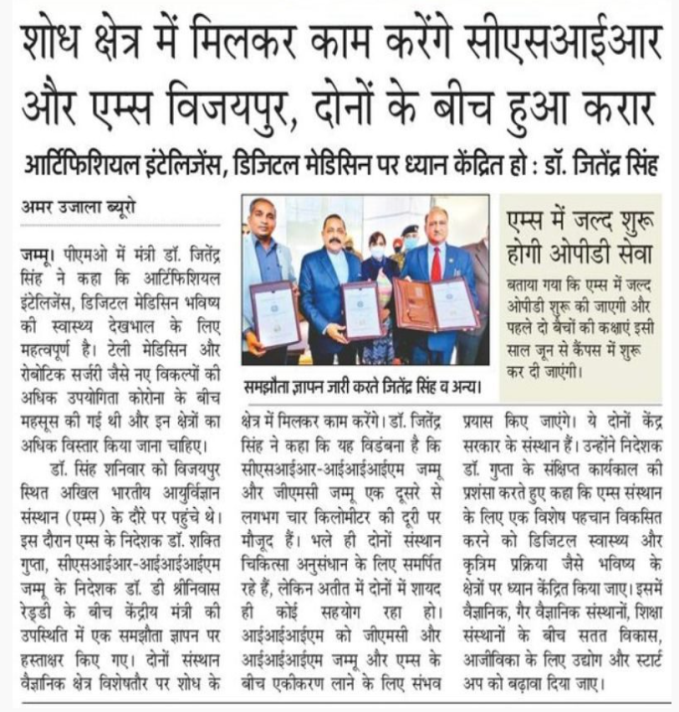 शोध क्षेत्र में मिलकर काम करेंगे सीएसआईआर
और एम्स विजयपुर, दोनों के बीच हुआ करार
आर्टिफिशियल इंटेलिजेंस, डिजिटल मेडिसिन पर ध्यान केंद्रित हो : डॉ. जितेंद्र सिंह
अमर उजाला ब्यूरो
जम्मू। पीएमओ में मंत्री डॉ. जितेंद्र
सिंह ने कहा कि आर्टिफिशियल
इंटेलिजेंस, डिजिटल मेडिसिन भविष्य
की स्वास्थ्य देखभाल के लिए
महत्वपूर्ण है। टेली मेडिसिन और
रोबोटिक सर्जरी जैसे नए विकल्पों की
अधिक उपयोगिता कोरोना के बीच
महसूस की गई थी और इन क्षेत्रों का
अधिक विस्तार किया जाना चाहिए।
डॉ. सिंह शनिवार को विजयपुर
स्थित अखिल भारतीय आयुर्विज्ञान
संस्थान (एम्स) के दौरे पर पहुंचे थे।
इस दौरान एम्स के निदेशक डॉ. शक्ति
गुप्ता, सीएसआईआर-आईआईआईएम
जम्मू के निदेशक डॉ. डी श्रीनिवास
रेड्डी के बीच केंद्रीय मंत्री की
उपस्थिति में एक समझौता ज्ञापन पर
हस्ताक्षर किए गए। दोनों संस्थान
वैज्ञानिक क्षेत्र विशेषतौर पर शोध के
समझौता ज्ञापन जारी करते जितेंद्र सिंह व अन्य।
क्षेत्र में मिलकर काम करेंगे। डॉ. जितेंद्र
सिंह ने कहा कि यह विडंबना है कि
सीएसआईआर-आईआईआईएम जम्मू
और जीएमसी जम्मू एक दूसरे से
लगभग चार किलोमीटर की दूरी पर
मौजूद हैं। भले ही दोनों संस्थान
चिकित्सा अनुसंधान के लिए समर्पित
रहे हैं, लेकिन अतीत में दोनों में शायद
ही कोई सहयोग रहा हो।
आईआईआईएम को जीएमसी और
आईआईआईएम जम्मू और एम्स के
बीच एकीकरण लाने के लिए संभव
एम्स में जल्द शुरू
होगी ओपीडी सेवा
बताया गया कि एम्स में जल्द
ओपीडी शुरू की जाएगी और
पहले दो बैचों की कक्षाएं इसी
साल जून से कैंपस में शुरू
कर दी जाएंगी।
प्रयास किए जाएंगे। ये दोनों केंद्र
सरकार के संस्थान हैं। उन्होंने निदेशक
डॉ. गुप्ता के संक्षिप्त कार्यकाल की
प्रशंसा करते हुए कहा कि एम्स संस्थान
के लिए एक विशेष पहचान विकसित
करने को डिजिटल स्वास्थ्य और
कृत्रिम प्रक्रिया जैसे भविष्य के
क्षेत्रों पर ध्यान केंद्रित किया जाए। इसमें
वैज्ञानिक, गैर वैज्ञानिक संस्थानों, शिक्षा
संस्थानों के बीच सतत विकास,
आजीविका के लिए उद्योग और स्टार्ट
अप को बढ़ावा दिया जाए।